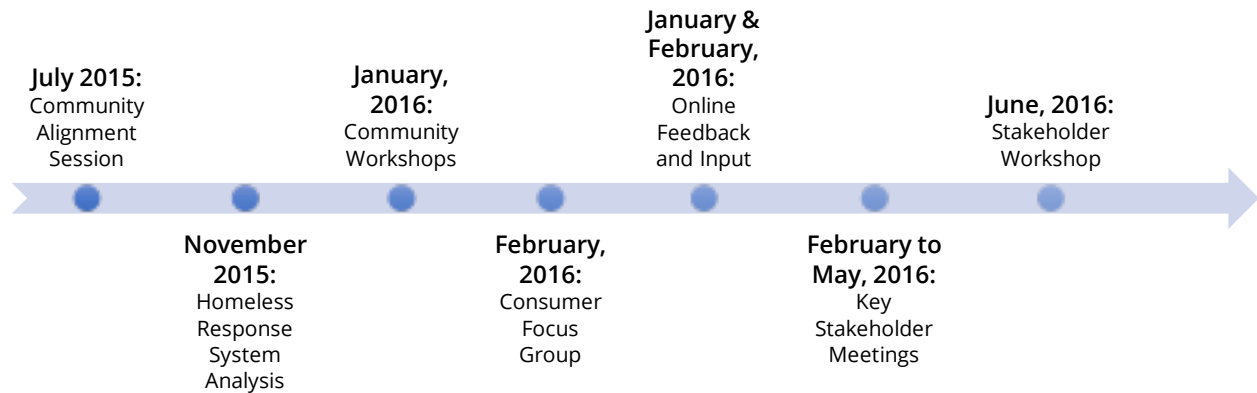 July 2015:
Community
Alignment
Session
November
2015:
Homeless
Response
System
Analysis
January,
2016:
Community
Workshops
February,
2016:
Consumer
Focus
Group
January &
February,
2016:
Online
Feedback
and Input
February to
May, 2016:
Key
Stakeholder
Meetings
June, 2016:
Stakeholder
Workshop